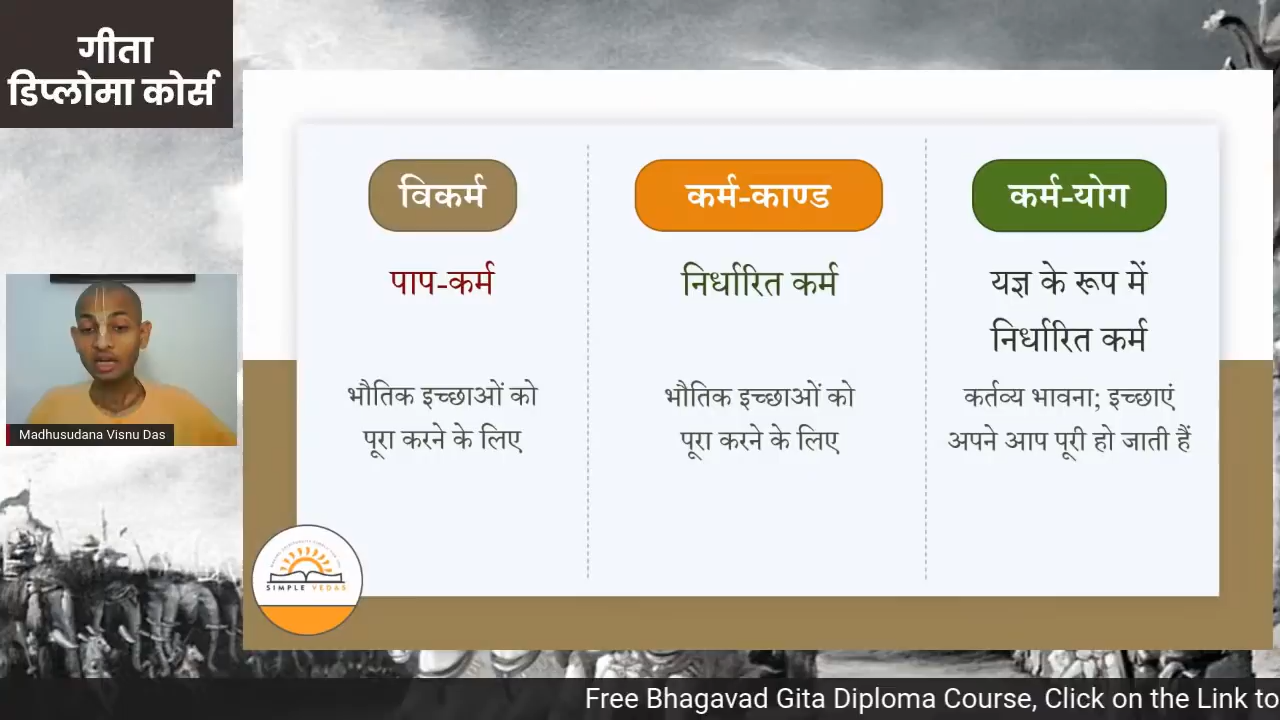 गीता
डिप्लोमा कोर्स
विकर्म
पाप-कर्म
भौतिक इच्छाओं को
पूरा करने के लिए
कर्म-काण्ड
निर्धारित कर्म
भौतिक इच्छाओं को
पूरा करने के लिए
कर्म-योग
यज्ञ के रूप में
निर्धारित कर्म
कर्तव्य भावना; इच्छाएं
अपने आप पूरी हो जाती हैं
Madhusudana Visnu Das
SIMPLE VEDAS
Free Bhagavad Gita Diploma Course, Click on the Link to